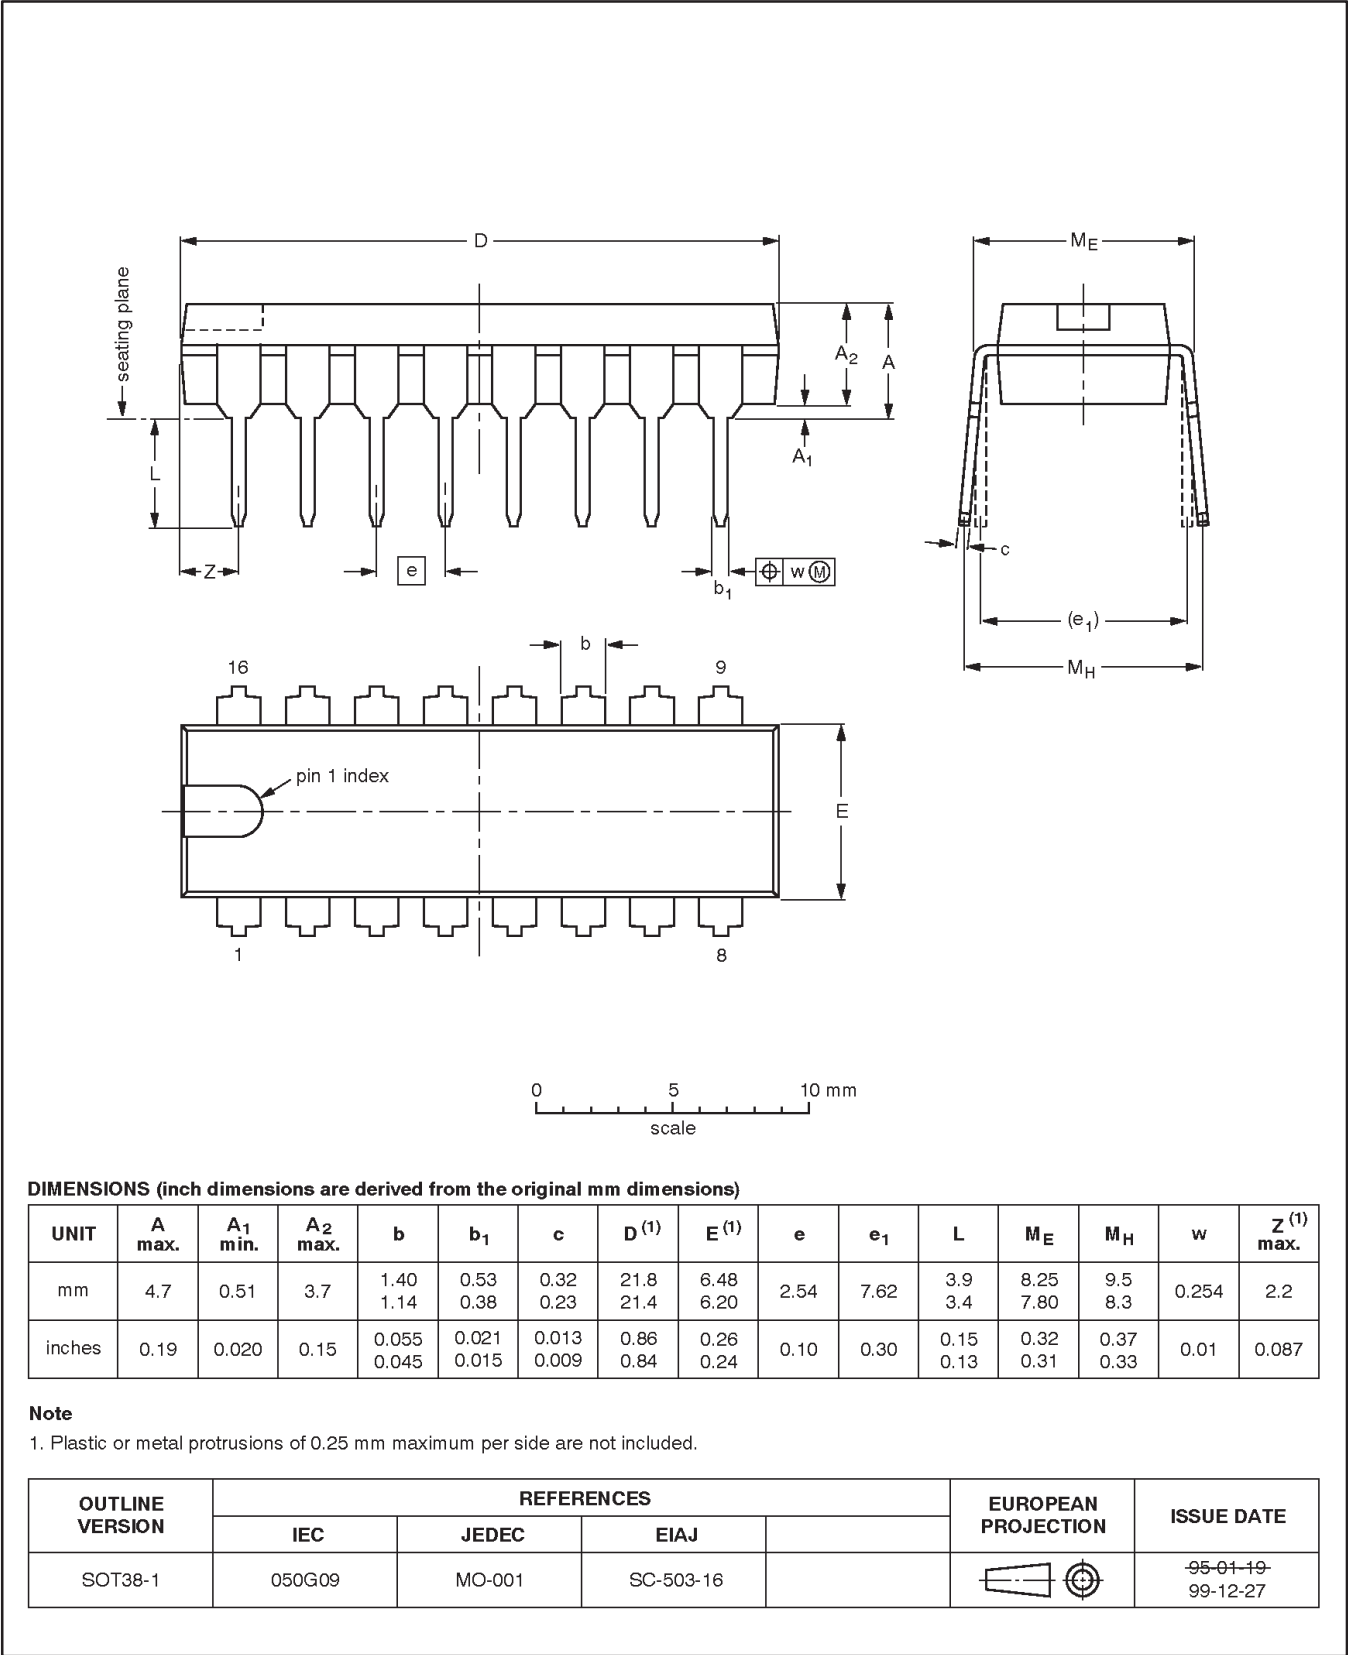 D
M E
seating plane
A 2
A
A 1
L
Z
e
b 1
w M
c
(e 1)
M H
b
16
9
pin 1 index
E
1
8
0 5 10 mm
scale
DIMENSIONS (inch dimensions are derived from the original mm dimensions)
UNIT A max. A1 min. A2 max. b b1 c D (1) E (1) e e1 L ME MH w Z (1) max.
mm 4.7 0.51 3.7 1.40 1.14 0.53 0.38 0.32 0.23 21.8 21.4 6.48 6.20 2.54 7.62 3.9 3.4 8.25 7.80 9.5 8.3 0.254 2.2
inches 0.19 0.020 0.15 0.055 0.045 0.021 0.015 0.013 0.009 0.86 0.84 0.26 0.24 0.10 0.30 0.15 0.13 0.32 0.31 0.37 0.33 0.01 0.087
Note
1. Plastic or metal protrusions of 0.25 mm maximum per side are not included.
OUTLINE VERSION REFERENCES EUROPEAN PROJECTION ISSUE DATE
IEC JEDEC EIAJ
SOT38-1 050G09 MO-001 SC-503-16 95-01-19
99-12-27